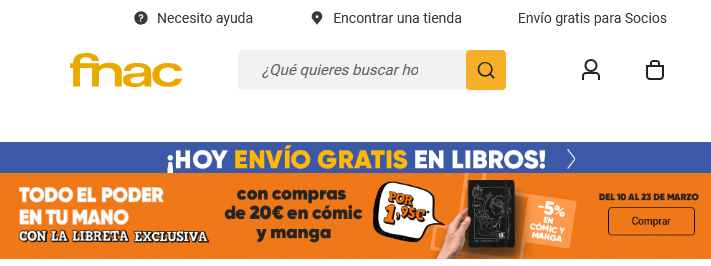 Necesito ayuda
Encontrar una tienda
Envío gratis para Socios
fnac
¿Qué quieres buscar ho
¡HOY ENVÍO GRATIS EN LIBROS!
TODO EL PODER
EN TU MANO
CON LA LIBRETA EXCLUSIVA
con compras
de 20€ en cómic
y manga
POR
1,95€*
-5%
EN
CÓMIC Y
MANGA
DEL 10 AL 23 DE MARZO
Comprar